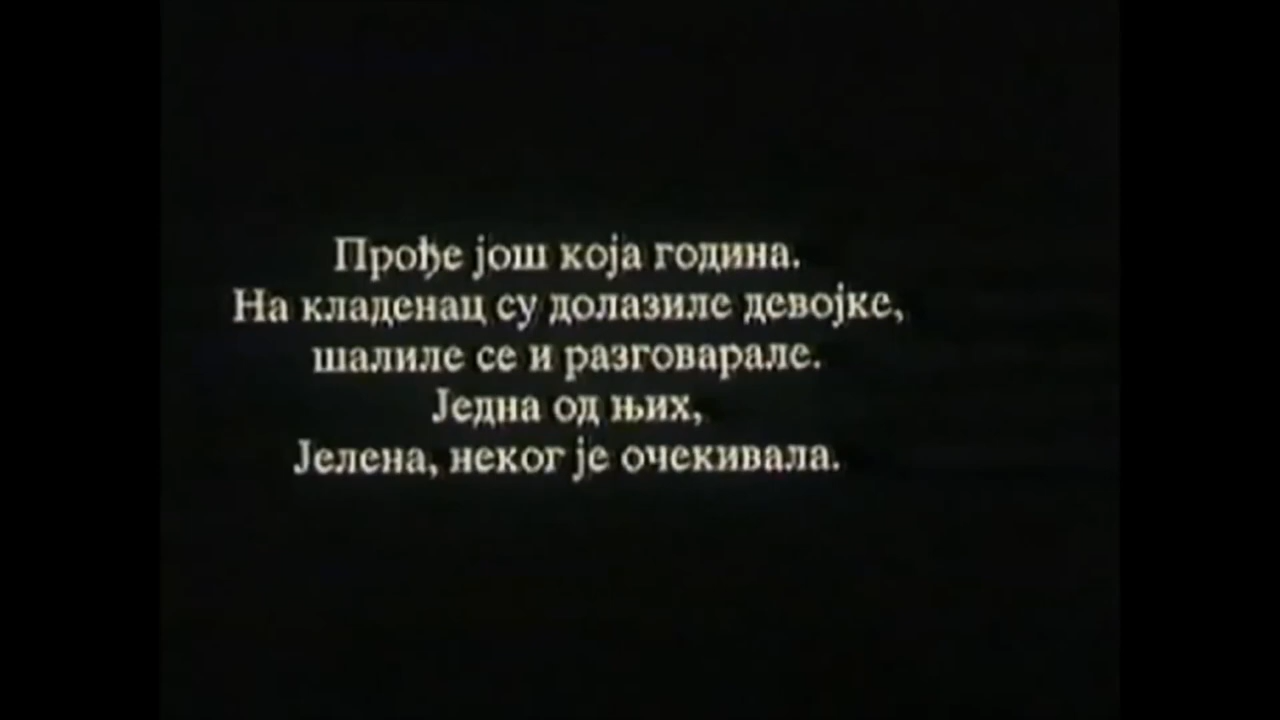 Прође још која година.
На кладенац су долазиле девојке,
шалиле се и разговарале.
Једна од њих,
Јелена, неког је очекивала.